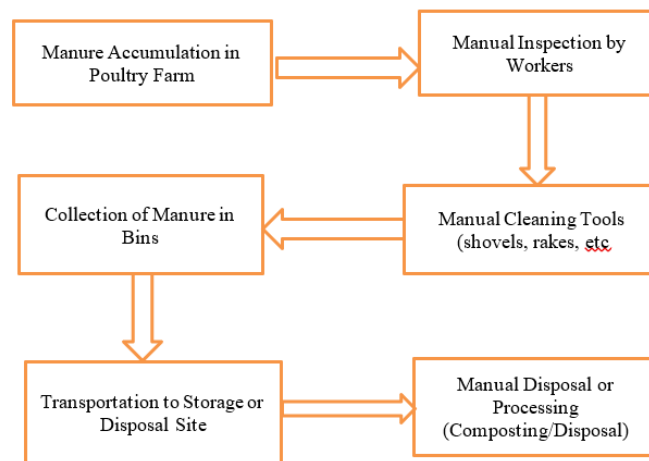 Manure Accumulation in
Poultry Farm
Manual Inspection by
Workers
Manual Cleaning Tools
(shovels, rakes, etc
Collection of Manure in
Bins
Transportation to Storage or
Disposal Site
Manual Disposal or
Processing
(Composting/Disposal)